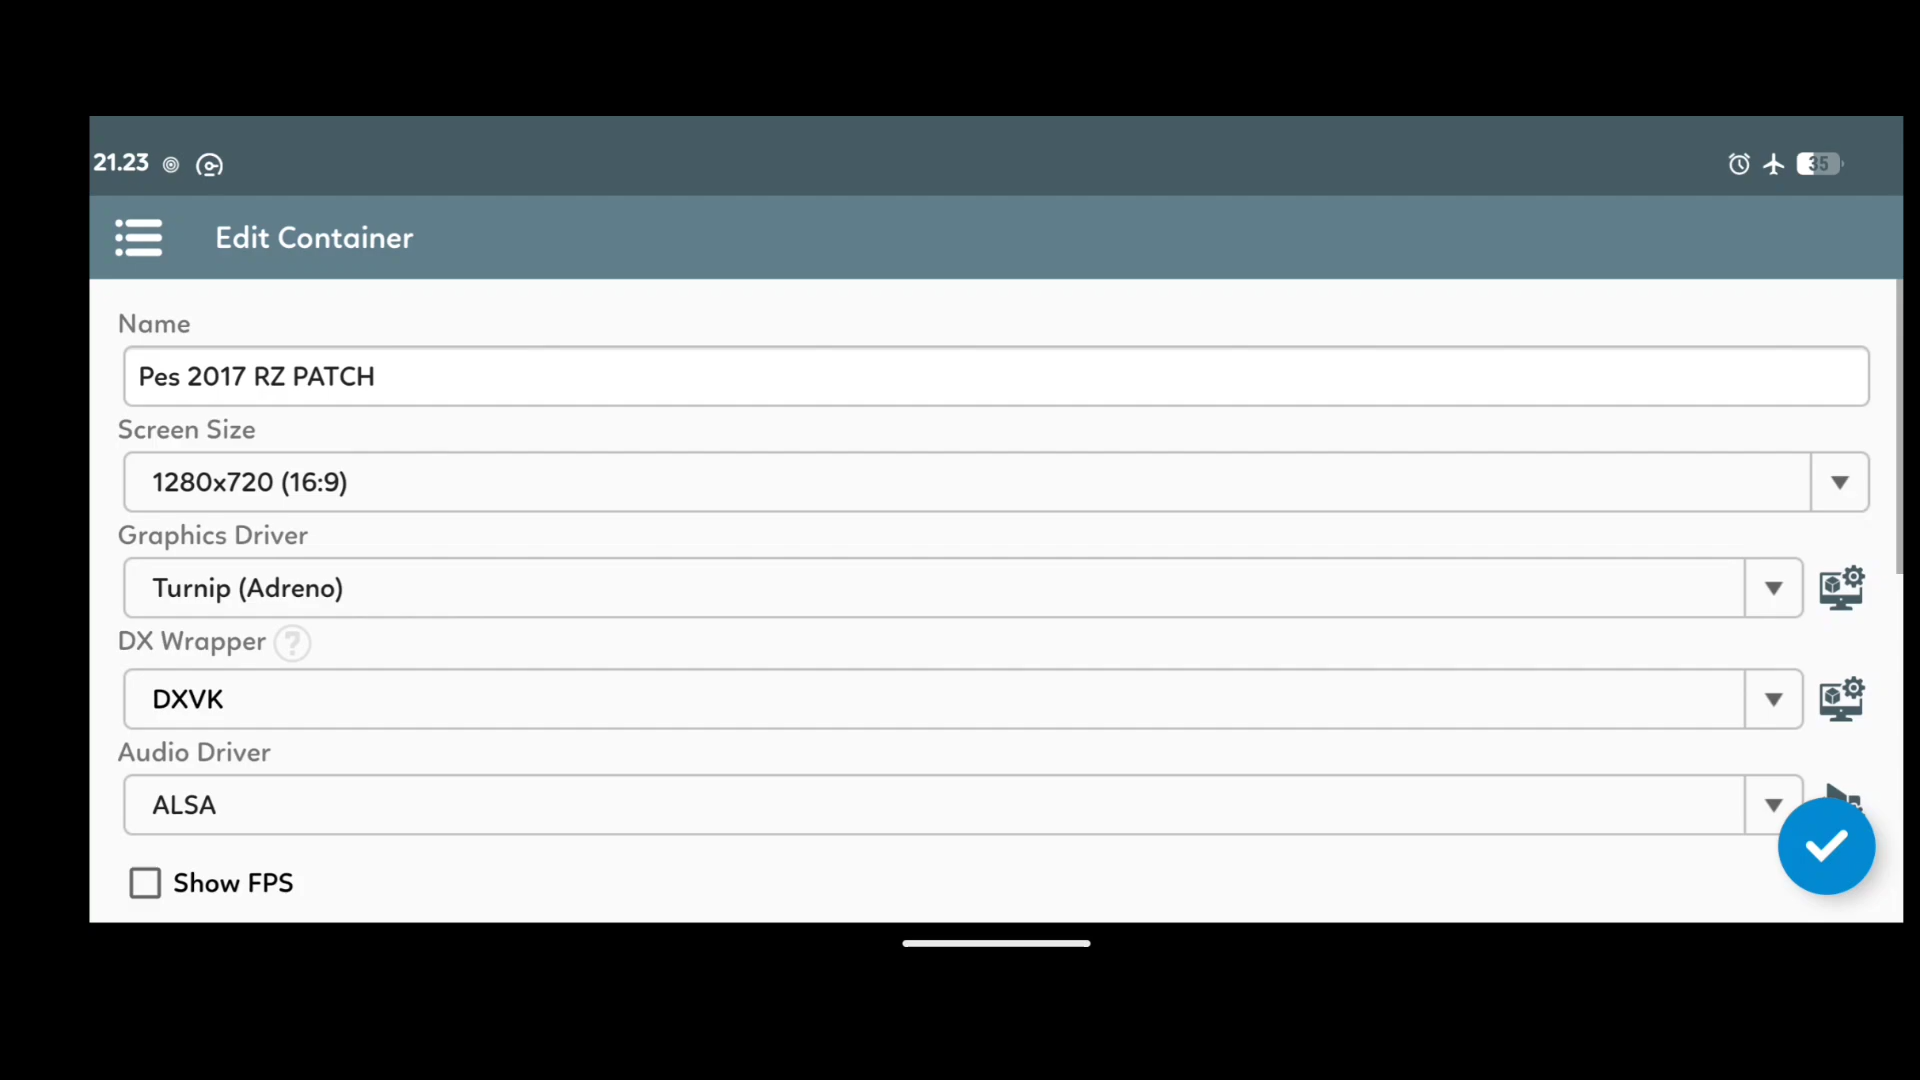 21.23
35
Edit Container
Name
Pes 2017 RZ PATCH
Screen Size
1280x720 (16:9)
Graphics Driver
Turnip (Adreno)
DX Wrapper ?
DXVK
Audio Driver
ALSA
Show FPS